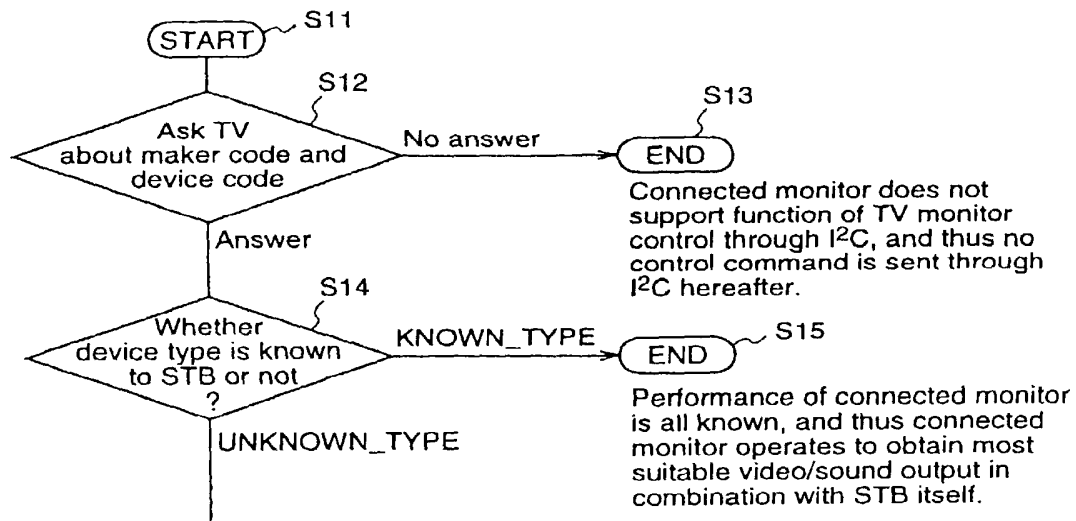 START
S11
S12
Ask TV
about maker code and
device code
No answer
S13
END
Connected monitor does not
support function of TV monitor
control through I²C, and thus no
control command is sent through
I²C hereafter.
Answer
S14
Whether
device type is known
to STB or not
?
KNOWN_TYPE
S15
END
Performance of connected monitor
is all known, and thus connected
monitor operates to obtain most
suitable video/sound output in
combination with STB itself.
UNKNOWN_TYPE